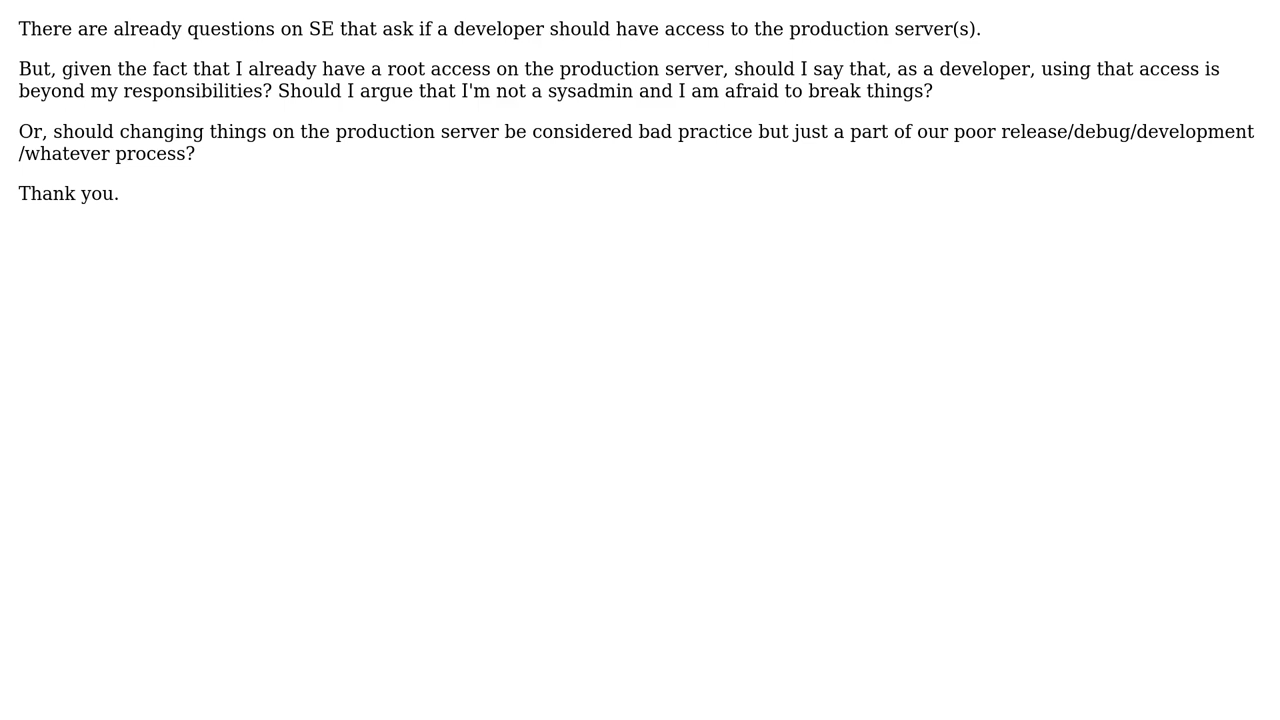 There are already questions on SE that ask if a developer should have access to the production server(s).
But, given the fact that I already have a root access on the production server, should I say that, as a developer, using that access is
beyond my responsibilities? Should I argue that I'm not a sysadmin and I am afraid to break things?
Or, should changing things on the production server be considered bad practice but just a part of our poor release/debug/development
/whatever process?
Thank you.